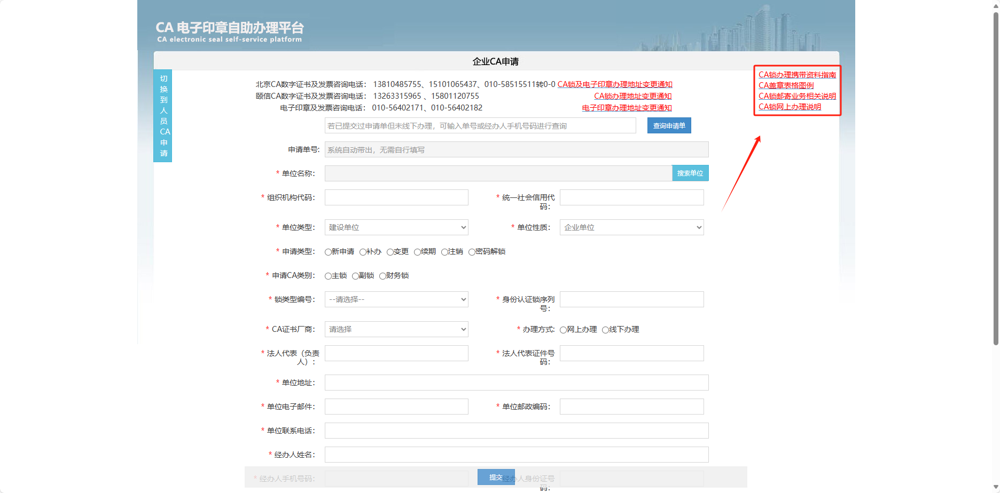 CA 电子印章自助办理平台
CA electronic seal self-service platform
企业CA申请
切换到人员CA申请
CA锁办理携带资料指南
CA盖章表格图例
CA锁邮寄业务相关说明
CA锁网上办理说明
北京CA数字证书及发票咨询电话： 13810485755、15101065437、010-58515511转0-0 CA锁及电子印章办理地址变更通知
颐信CA数字证书及发票咨询电话： 13263315965 、15801120755 CA锁办理地址变更通知
电子印章及发票咨询电话： 010-56402171、010-56402182 电子印章办理地址变更通知
若已提交过申请单但未线下办理，可输入单号或经办人手机号码进行查询 查询申请单
申请单号: 系统自动带出，无需自行填写
* 单位名称： 搜索单位
* 组织机构代码： * 统一社会信用代码：
* 单位类型： 建设单位 * 单位性质： 企业单位
* 申请类型： 新申请 补办 变更 续期 注销 密码解锁
* 申请CA类别： 主锁 副锁 财务锁
* 锁类型编号： --请选择-- * 身份认证锁序列号：
* CA证书厂商： 请选择 * 办理方式: 网上办理 线下办理
* 法人代表（负责人）： * 法人代表证件号码：
* 单位地址：
* 单位电子邮件： * 单位邮政编码：
* 单位联系电话：
* 经办人姓名：
* 经办人手机号码： 提交 经办人身份证号码：